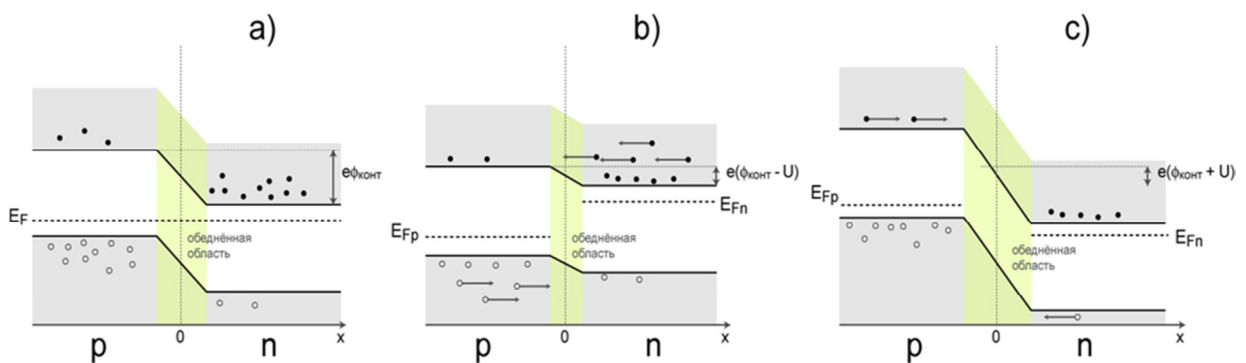 a)
eφконт
EF
обеднённая
область
p
0
n
x
b)
e(φконт - U)
EFn
EFp
обеднённая
область
p
0
n
x
c)
e(φконт + U)
EFp
EFn
обеднённая
область
p
0
n
x